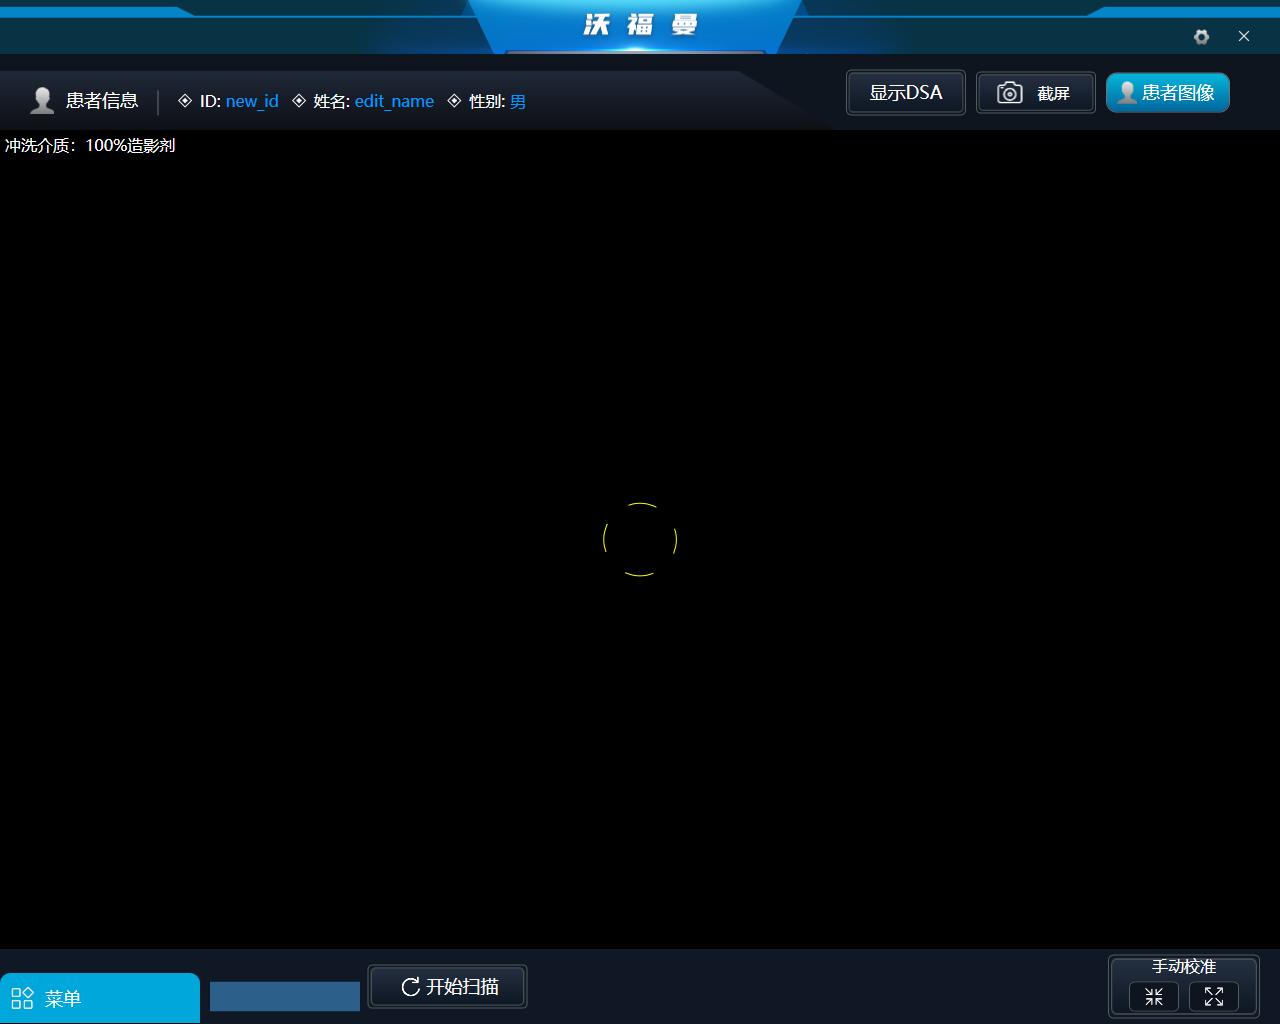 沃福曼
患者信息 ID: new_id 姓名: edit_name 性别: 男
显示DSA
截屏
患者图像
冲洗介质：100%造影剂
菜单
开始扫描
手动校准